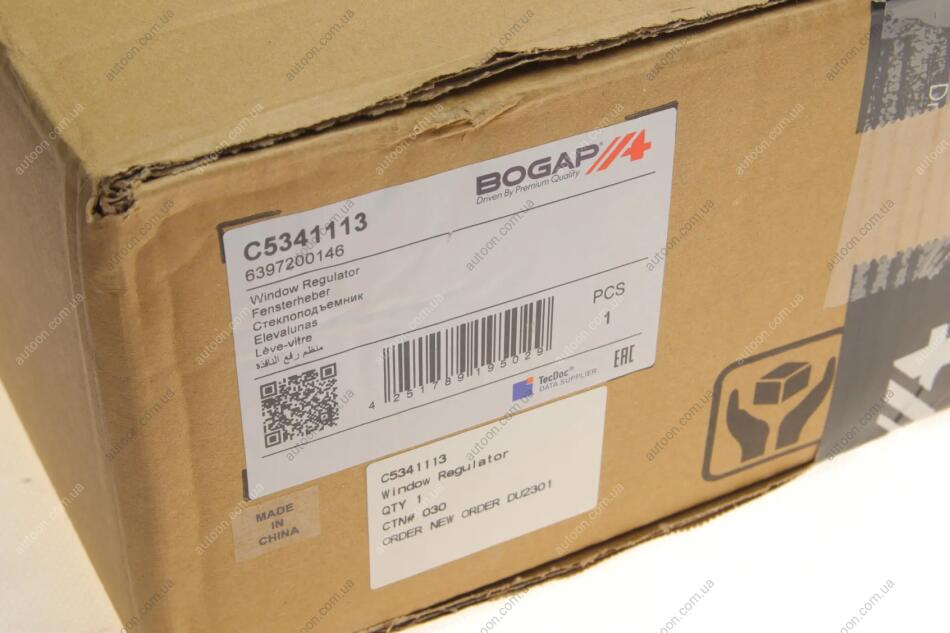 BOGAP
Driven By Premium Quality
C5341113
6397200146
Window Regulator
Fensterheber
Стеклоподъемник
Elevalunas
Lève-vitre
منظم رفع النافذة
PCS
1
4 251789 195029
TecDoc®
DATA SUPPLIER
EAC
C5341113
Window Regulator
QTY 1
CTN# 030
ORDER NEW ORDER DU2301
MADE
IN
CHINA
autoon.com.ua